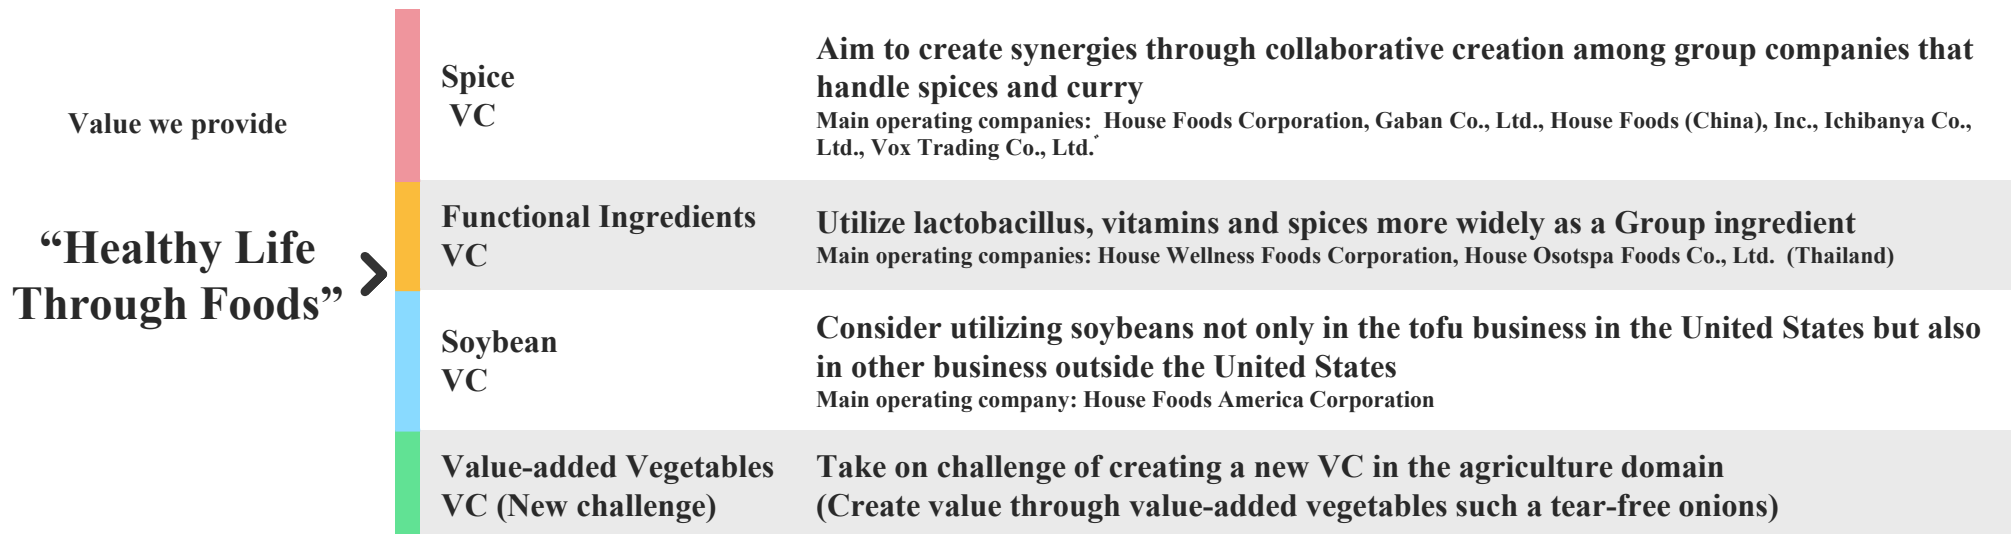 Value we provide
“Healthy Life
Through Foods”
Spice
VC
Aim to create synergies through collaborative creation among group companies that
handle spices and curry
Main operating companies: House Foods Corporation, Gaban Co., Ltd., House Foods (China), Inc., Ichibanya Co.,
Ltd., Vox Trading Co., Ltd.*
Functional Ingredients
VC
Utilize lactobacillus, vitamins and spices more widely as a Group ingredient
Main operating companies: House Wellness Foods Corporation, House Osotspa Foods Co., Ltd. (Thailand)
Soybean
VC
Consider utilizing soybeans not only in the tofu business in the United States but also
in other business outside the United States
Main operating company: House Foods America Corporation
Value-added Vegetables
VC (New challenge)
Take on challenge of creating a new VC in the agriculture domain
(Create value through value-added vegetables such a tear-free onions)